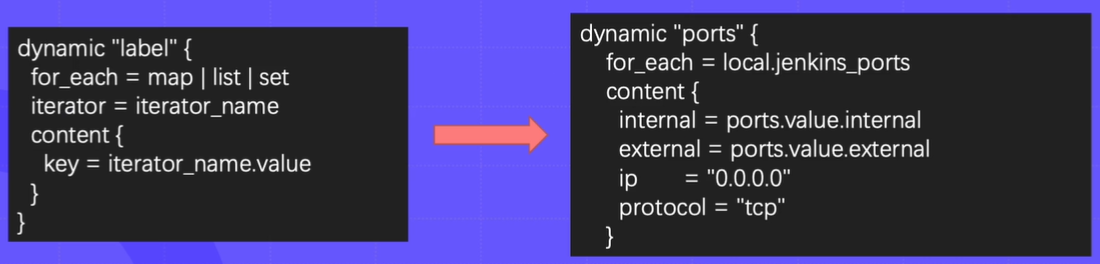 dynamic "label" {
for_each = map | list | set
iterator = iterator_name
content {
key = iterator_name.value
}
}
dynamic "ports" {
for_each = local.jenkins_ports
content {
internal = ports.value.internal
external = ports.value.external
ip = "0.0.0.0"
protocol = "tcp"
}